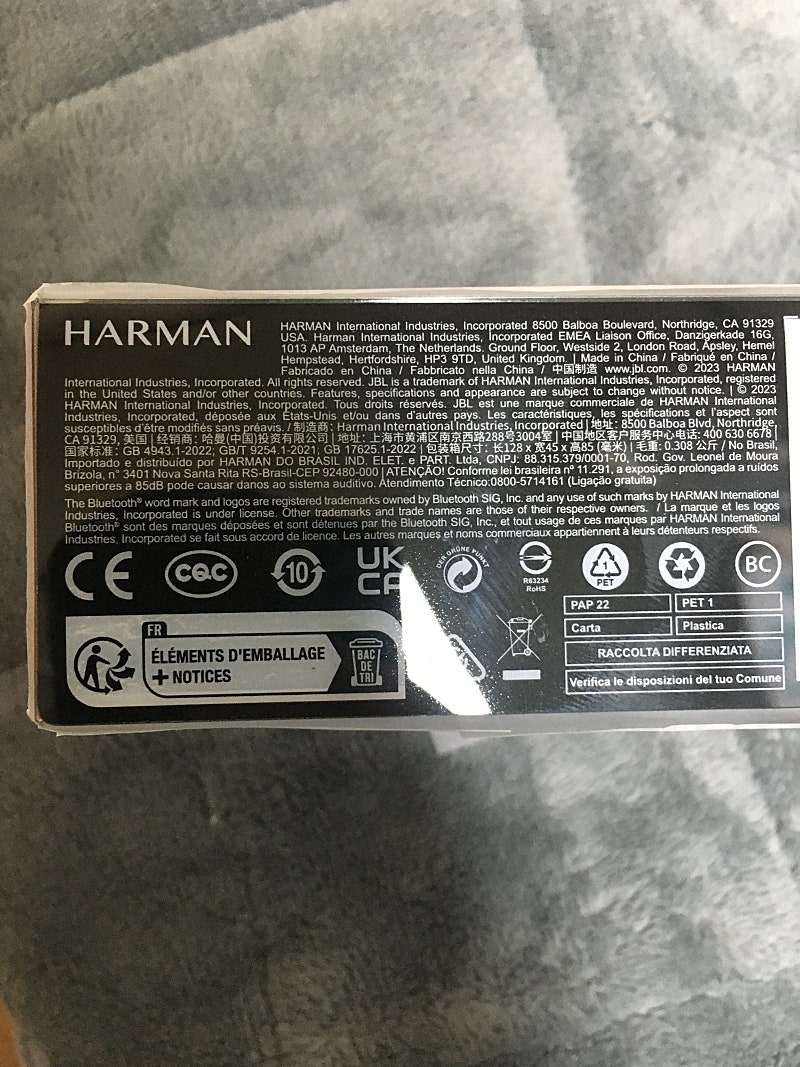 HARMAN
HARMAN International Industries, Incorporated 8500 Balboa Boulevard, Northridge, CA 91329
USA. Harman International Industries, Incorporated EMEA Liaison Office, Danzigerkade 16G,
1013 AP Amsterdam, The Netherlands. Ground Floor, Westside 2, London Road, Apsley, Hemel
Hempstead, Hertfordshire, HP3 9TD, United Kingdom. | Made in China / Fabriqué en China /
Fabricado en China / Fabbricato nella China / 中国制造 www.jbl.com. © 2023 HARMAN
International Industries, Incorporated. All rights reserved. JBL is a trademark of HARMAN International Industries, Incorporated, registered
in the United States and/or other countries. Features, specifications and appearance are subject to change without notice. | © 2023
HARMAN International Industries, Incorporated. Tous droits réservés. JBL est une marque commerciale de HARMAN International
Industries, Incorporated, déposée aux États-Unis et/ou dans d'autres pays. Les caractéristiques, les spécifications et l'aspect sont
susceptibles d'être modifiés sans préavis. / 制造商: Harman International Industries, Incorporated | 地址: 8500 Balboa Blvd, Northridge,
CA 91329, 美国 | 经销商: 哈曼(中国)投资有限公司 | 地址: 上海市黄浦区南京西路288号3004室 | 中国地区客户服务中心电话: 400 630 6678 |
国家标准: GB 4943.1-2022; GB/T 9254.1-2021; GB 17625.1-2022 | 包装箱尺寸: 长128 x 宽45 x 高85 (毫米) | 毛重: 0.308 公斤 / No Brasil,
Importado e distribuído por HARMAN DO BRASIL IND. ELET. e PART. Ltda, CNPJ: 88.315.379/0001-70, Rod. Gov. Leonel de Moura
Brizola, n° 3401 Nova Santa Rita RS-Brasil-CEP 92480-000 | ATENÇÃO! Conforme lei brasileira n° 11.291, a exposição prolongada a ruídos
superiores a 85dB pode causar danos ao sistema auditivo. Atendimento Técnico:0800-5714161 (Ligação gratuita)
The Bluetooth® word mark and logos are registered trademarks owned by Bluetooth SIG, Inc. and any use of such marks by HARMAN International
Industries, Incorporated is under license. Other trademarks and trade names are those of their respective owners. / La marque et les logos
Bluetooth® sont des marques déposées et sont détenues par the Bluetooth SIG, Inc., et tout usage de ces marques par HARMAN International
Industries, Incorporated se fait sous accord de licence. Les autres marques et noms commerciaux appartiennent à leurs détenteurs respectifs.
CE CQC 10 UK CA DER GRÜNE PUNKT R63234 RoHS 1 PET BC
PAP 22 PET 1
Carta Plastica
RACCOLTA DIFFERENZIATA
Verifica le disposizioni del tuo Comune
FR
ÉLÉMENTS D'EMBALLAGE
+ NOTICES
BAC
DE
TRI